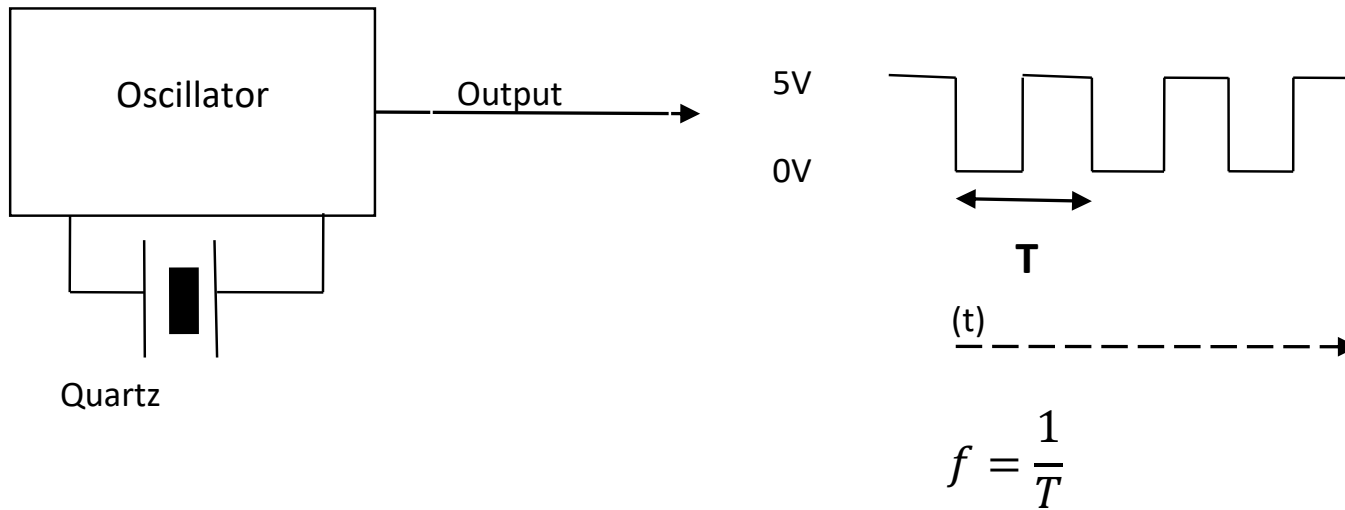 Oscillator
Output
Quartz
5V
0V
T
(t)
f = 1/T